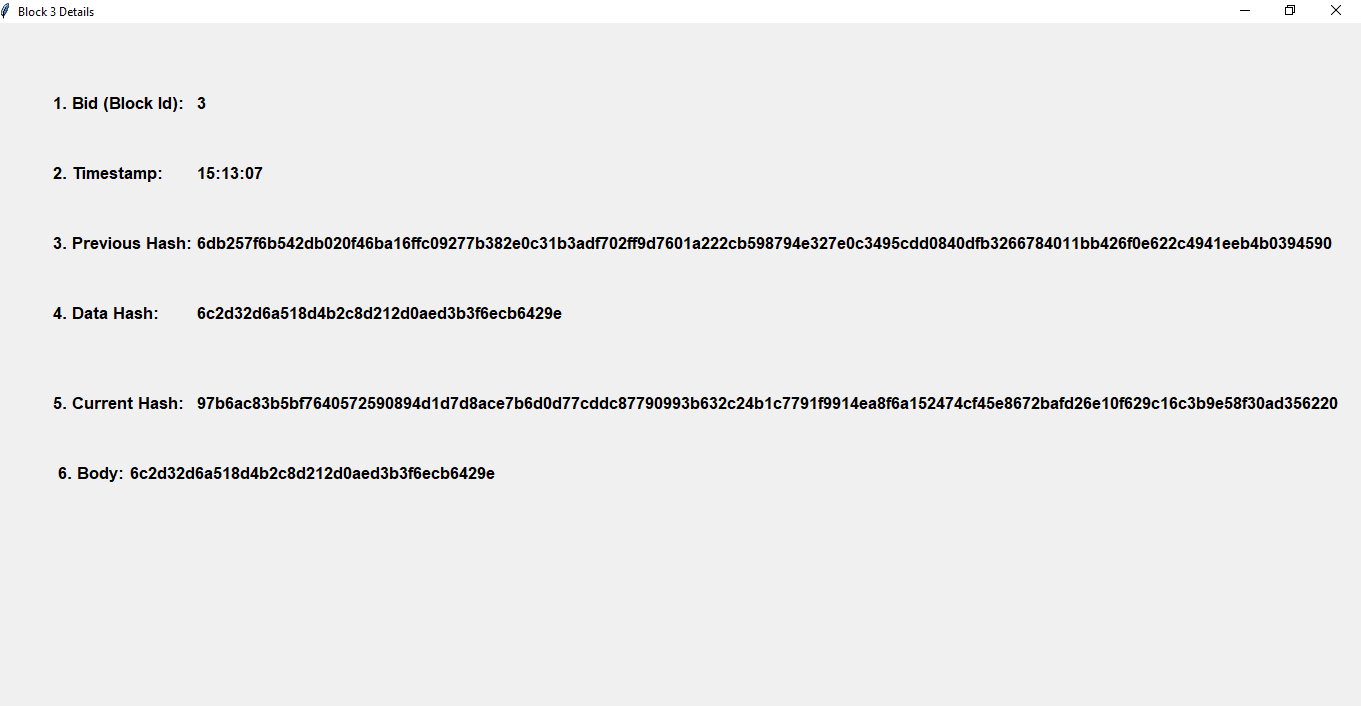 Block 3 Details
1. Bid (Block Id): 3
2. Timestamp: 15:13:07
3. Previous Hash: 6db257f6b542db020f46ba16ffc09277b382e0c31b3adf702ff9d7601a222cb598794e327e0c3495cdd0840dfb3266784011bb426f0e622c4941eeb4b0394590
4. Data Hash: 6c2d32d6a518d4b2c8d212d0aed3b3f6ecb6429e
5. Current Hash: 97b6ac83b5bf7640572590894d1d7d8ace7b6d0d77cddc87790993b632c24b1c7791f9914ea8f6a152474cf45e8672bafd26e10f629c16c3b9e58f30ad356220
6. Body: 6c2d32d6a518d4b2c8d212d0aed3b3f6ecb6429e